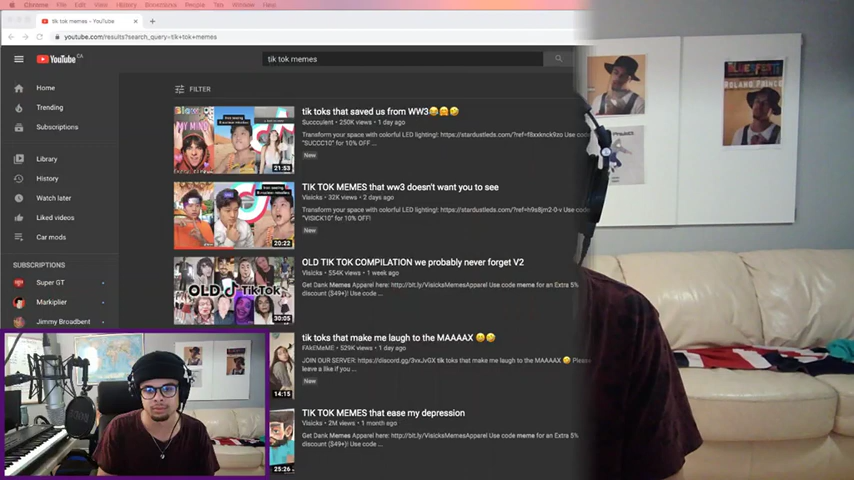 Chrome File Edit View History Bookmarks People Tab Window Help
tik tok memes - YouTube
youtube.com/results?search_query=tik+tok+memes
YouTube CA
tik tok memes
FILTER
Home
Trending
Subscriptions
Library
History
Watch later
Liked videos
Car mods
SUBSCRIPTIONS
Super GT
Markiplier
Jimmy Broadbent
tik toks that saved us from WW3😂🤗🤣
Succculent • 250K views • 1 day ago
Transform your space with colorful LED lighting! https://stardustleds.com/?ref=f8xxknck9zo Use code
"SUCCC10" for 10% OFF ...
New
MY MIND
21:53
TIK TOK MEMES that ww3 doesn't want you to see
Visicks • 32K views • 2 days ago
Transform your space with colorful LED lighting!: https://stardustleds.com/?ref=h9s8jm2-0-v Use code
"VISICK10" for 10% OFF!
New
20:22
OLD TIK TOK COMPILATION we probably never forget V2
Visicks • 554K views • 1 week ago
Get Dank Memes Apparel here: http://bit.ly/VisicksMemesApparel Use code meme for an Extra 5%
discount ($49+)! Use code ...
OLD TikTok
30:05
tik toks that make me laugh to the MAAAAX
FAkEMeME • 529K views • 1 day ago
JOIN OUR SERVER: https://discord.gg/3vxJvGX tik toks that make me laugh to the MAAAAX 🤣 Please
leave a like if you ...
New
14:15
TIK TOK MEMES that ease my depression
Visicks • 2M views • 1 month ago
Get Dank Memes Apparel here: http://bit.ly/VisicksMemesApparel Use code meme for an Extra 5%
discount ($49+)! Use code ...
25:26
ROLAND PRINCE